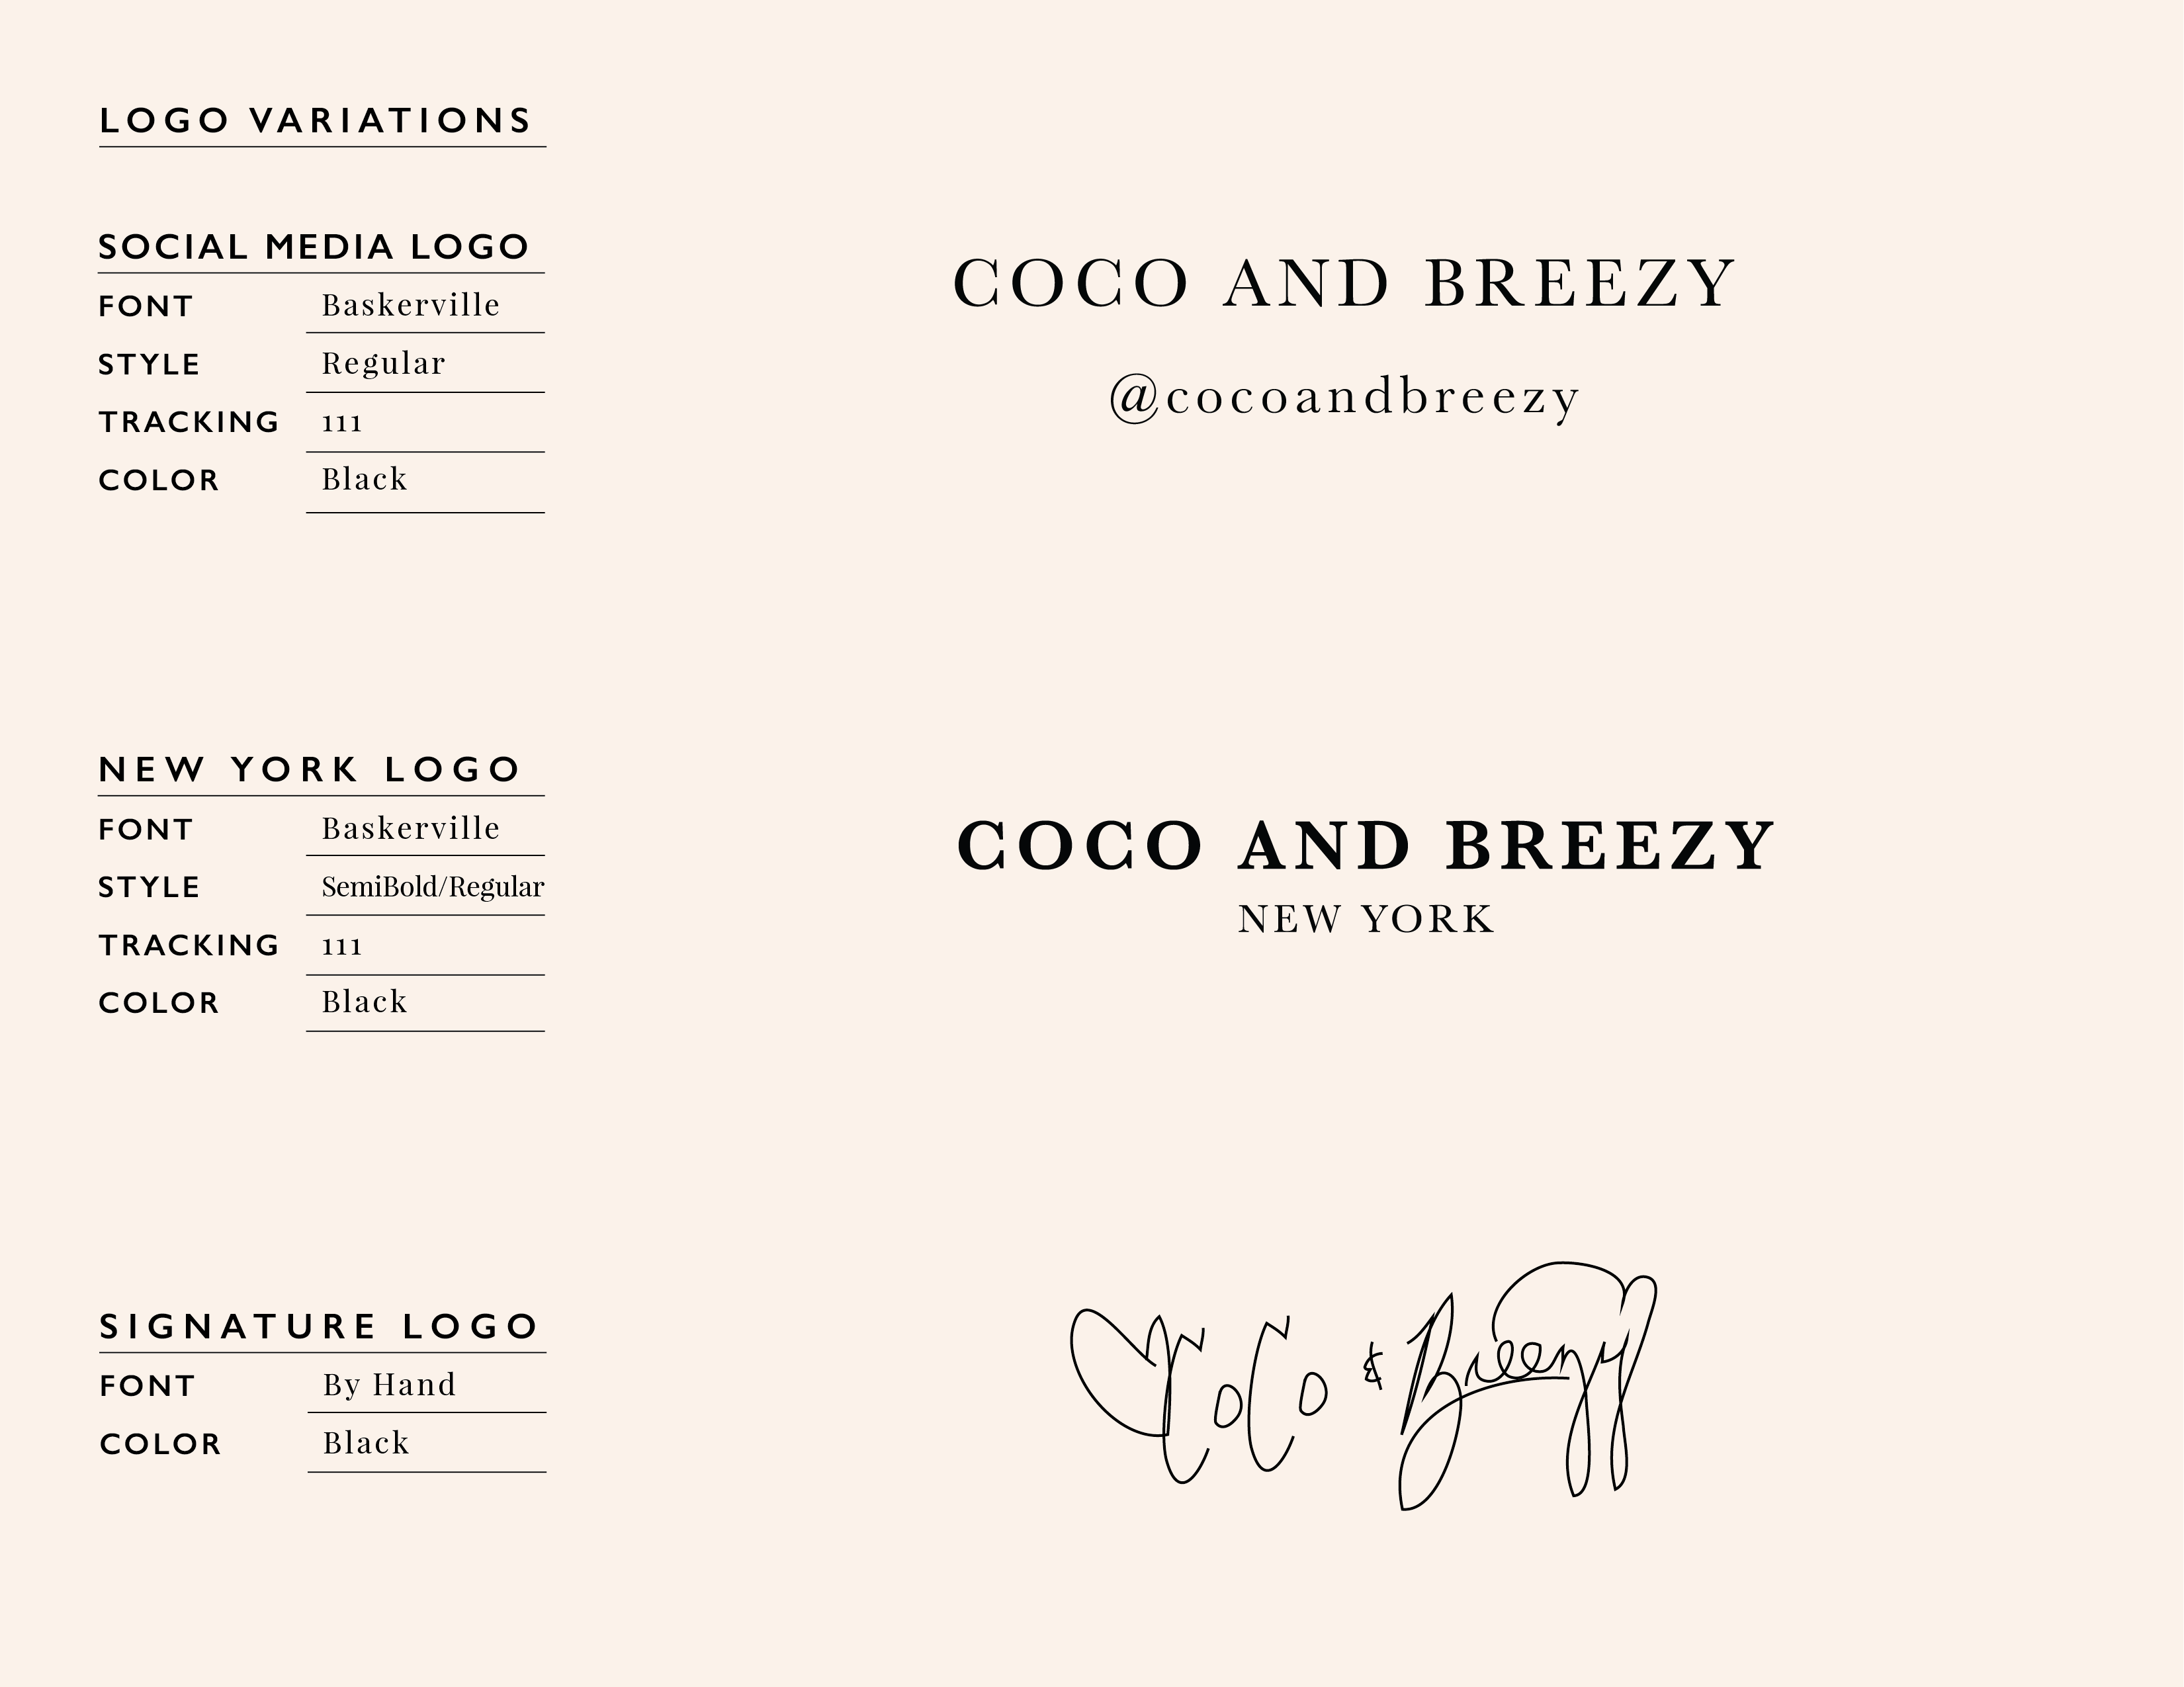 LOGO VARIATIONS
SOCIAL MEDIA LOGO
FONT Baskerville
STYLE Regular
TRACKING 111
COLOR Black
COCO AND BREEZY
@cocoandbreezy
NEW YORK LOGO
FONT Baskerville
STYLE SemiBold/Regular
TRACKING 111
COLOR Black
COCO AND BREEZY
NEW YORK
SIGNATURE LOGO
FONT By Hand
COLOR Black
CoCo & Breezy